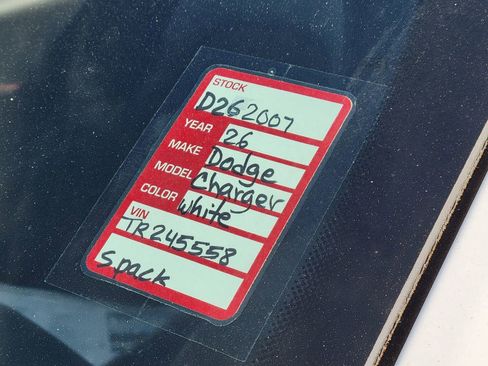 STOCK
D262007
YEAR 26
MAKE Dodge
MODEL Charger
COLOR White
VIN
TR245558
Spack